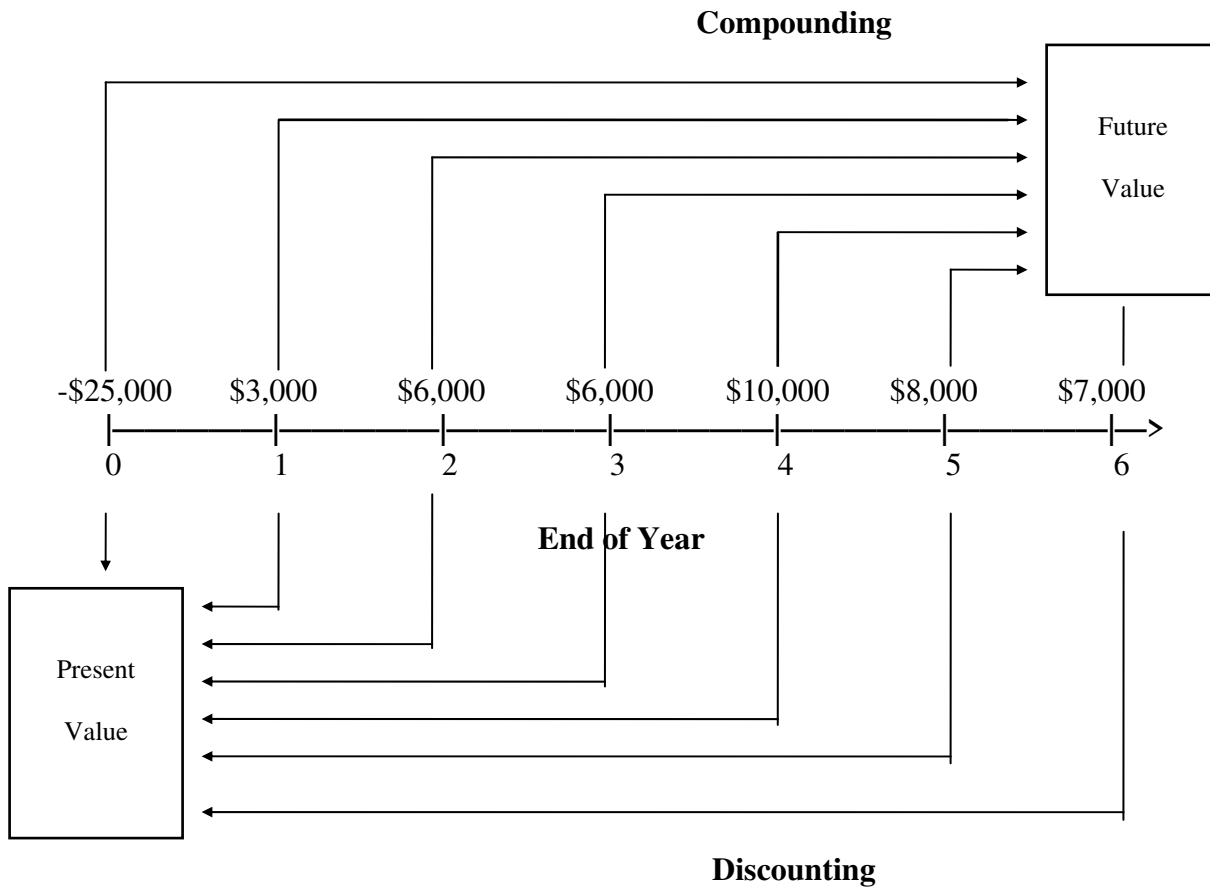 Compounding
Future
Value
-$25,000 $3,000 $6,000 $6,000 $10,000 $8,000 $7,000
0 1 2 3 4 5 6
End of Year
Present
Value
Discounting